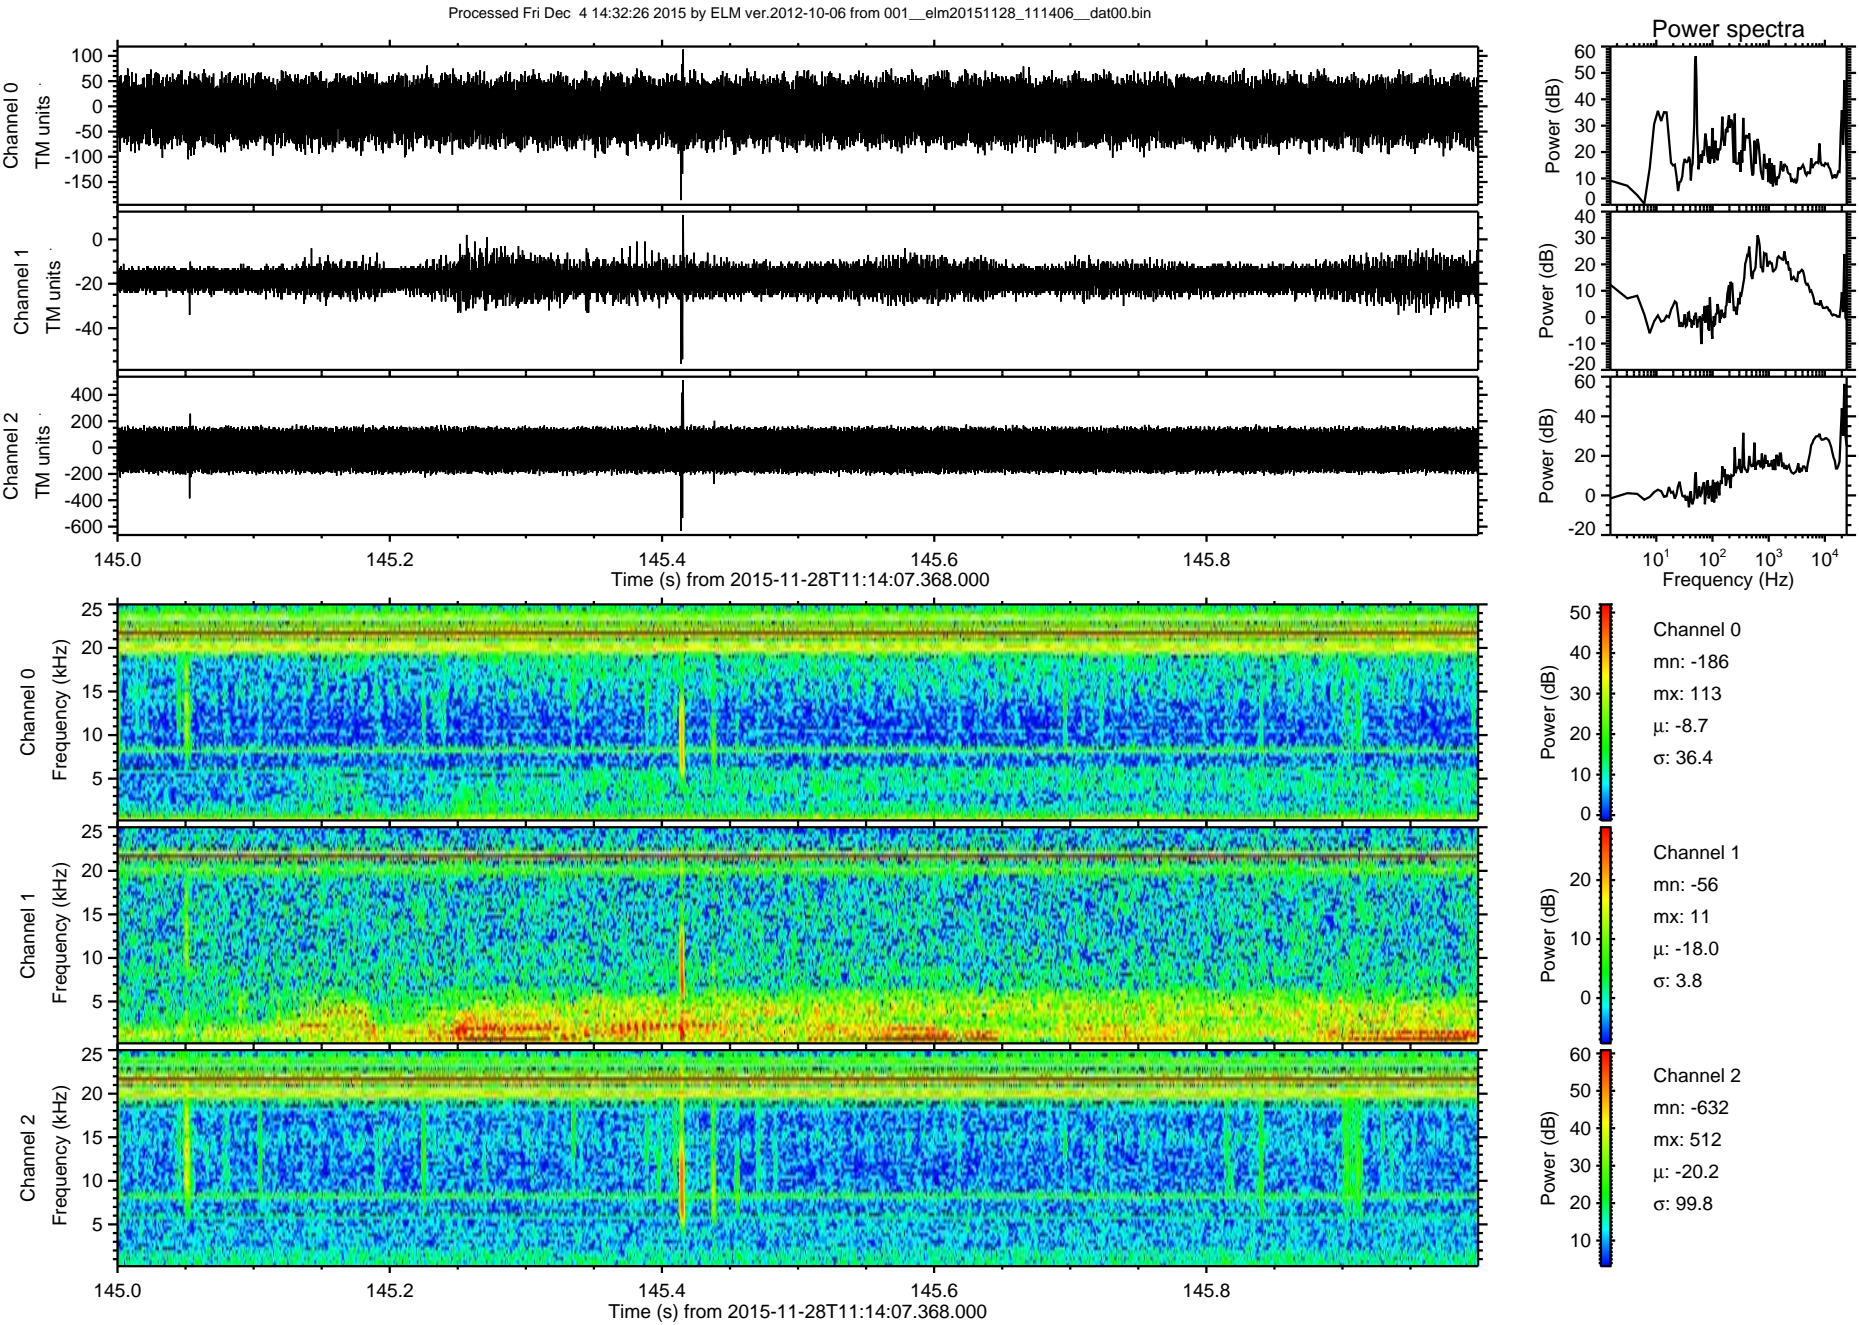 Processed Fri Dec  4 14:32:26 2015 by ELM ver.2012-10-06 from 001__elm20151128_111406__dat00.bin
Power spectra
Channel 0
TM units
100
50
0
-50
-100
-150
Power (dB)
60
50
40
30
20
10
0
Channel 1
TM units
0
-20
-40
Power (dB)
40
30
20
10
0
-10
-20
Channel 2
TM units
400
200
0
-200
-400
-600
Power (dB)
60
40
20
0
-20
145.0 145.2 145.4 145.6 145.8
Time (s) from 2015-11-28T11:14:07.368.000
10¹ 10² 10³ 10⁴
Frequency (Hz)
Channel 0
Frequency (kHz)
25
20
15
10
5
Power (dB)
50
40
30
20
10
0
Channel 0
mn: -186
mx: 113
µ: -8.7
σ: 36.4
Channel 1
Frequency (kHz)
25
20
15
10
5
Power (dB)
20
10
0
Channel 1
mn: -56
mx: 11
µ: -18.0
σ: 3.8
Channel 2
Frequency (kHz)
25
20
15
10
5
Power (dB)
60
50
40
30
20
10
Channel 2
mn: -632
mx: 512
µ: -20.2
σ: 99.8
145.0 145.2 145.4 145.6 145.8
Time (s) from 2015-11-28T11:14:07.368.000